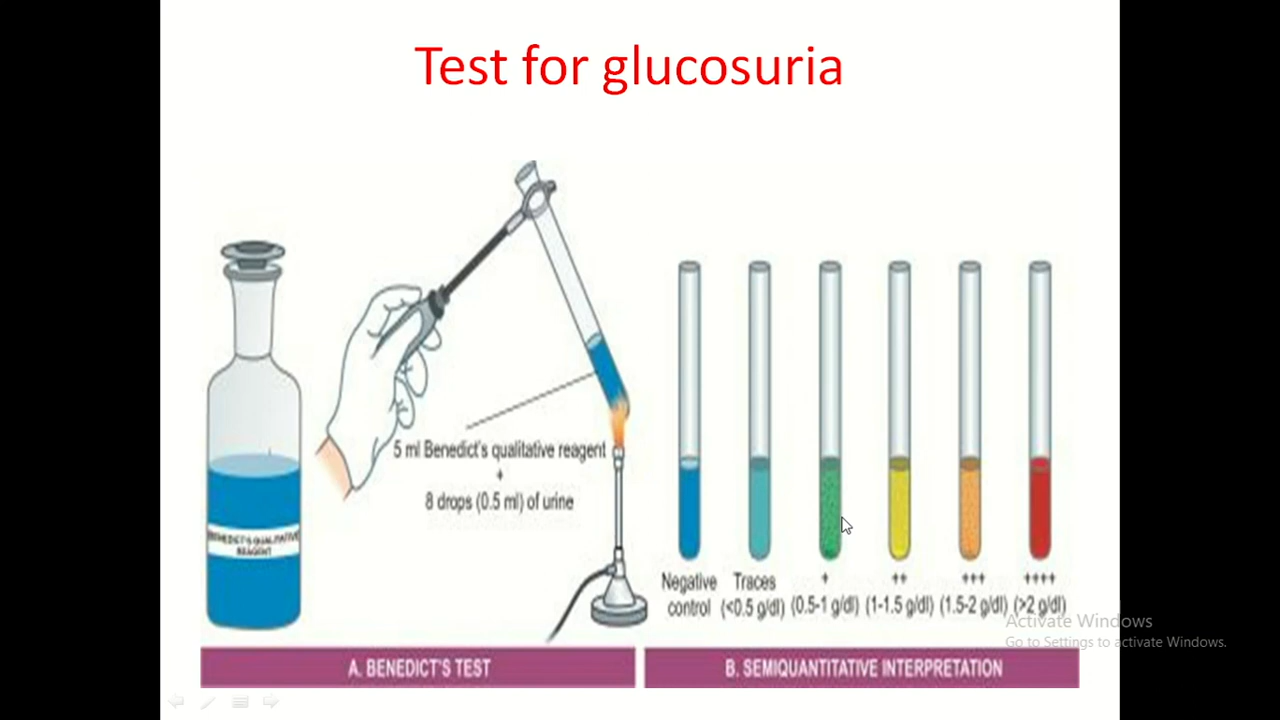 Test for glucosuria
BENEDICT'S QUALITATIVE
REAGENT
5 ml Benedict's qualitative reagent
+
8 drops (0.5 ml) of urine
Negative control
Traces (<0.5 g/dl)
+ (0.5-1 g/dl)
++ (1-1.5 g/dl)
+++ (1.5-2 g/dl)
++++ (>2 g/dl)
Activate Windows
Go to Settings to activate Windows.
A. BENEDICT'S TEST
B. SEMIQUANTITATIVE INTERPRETATION